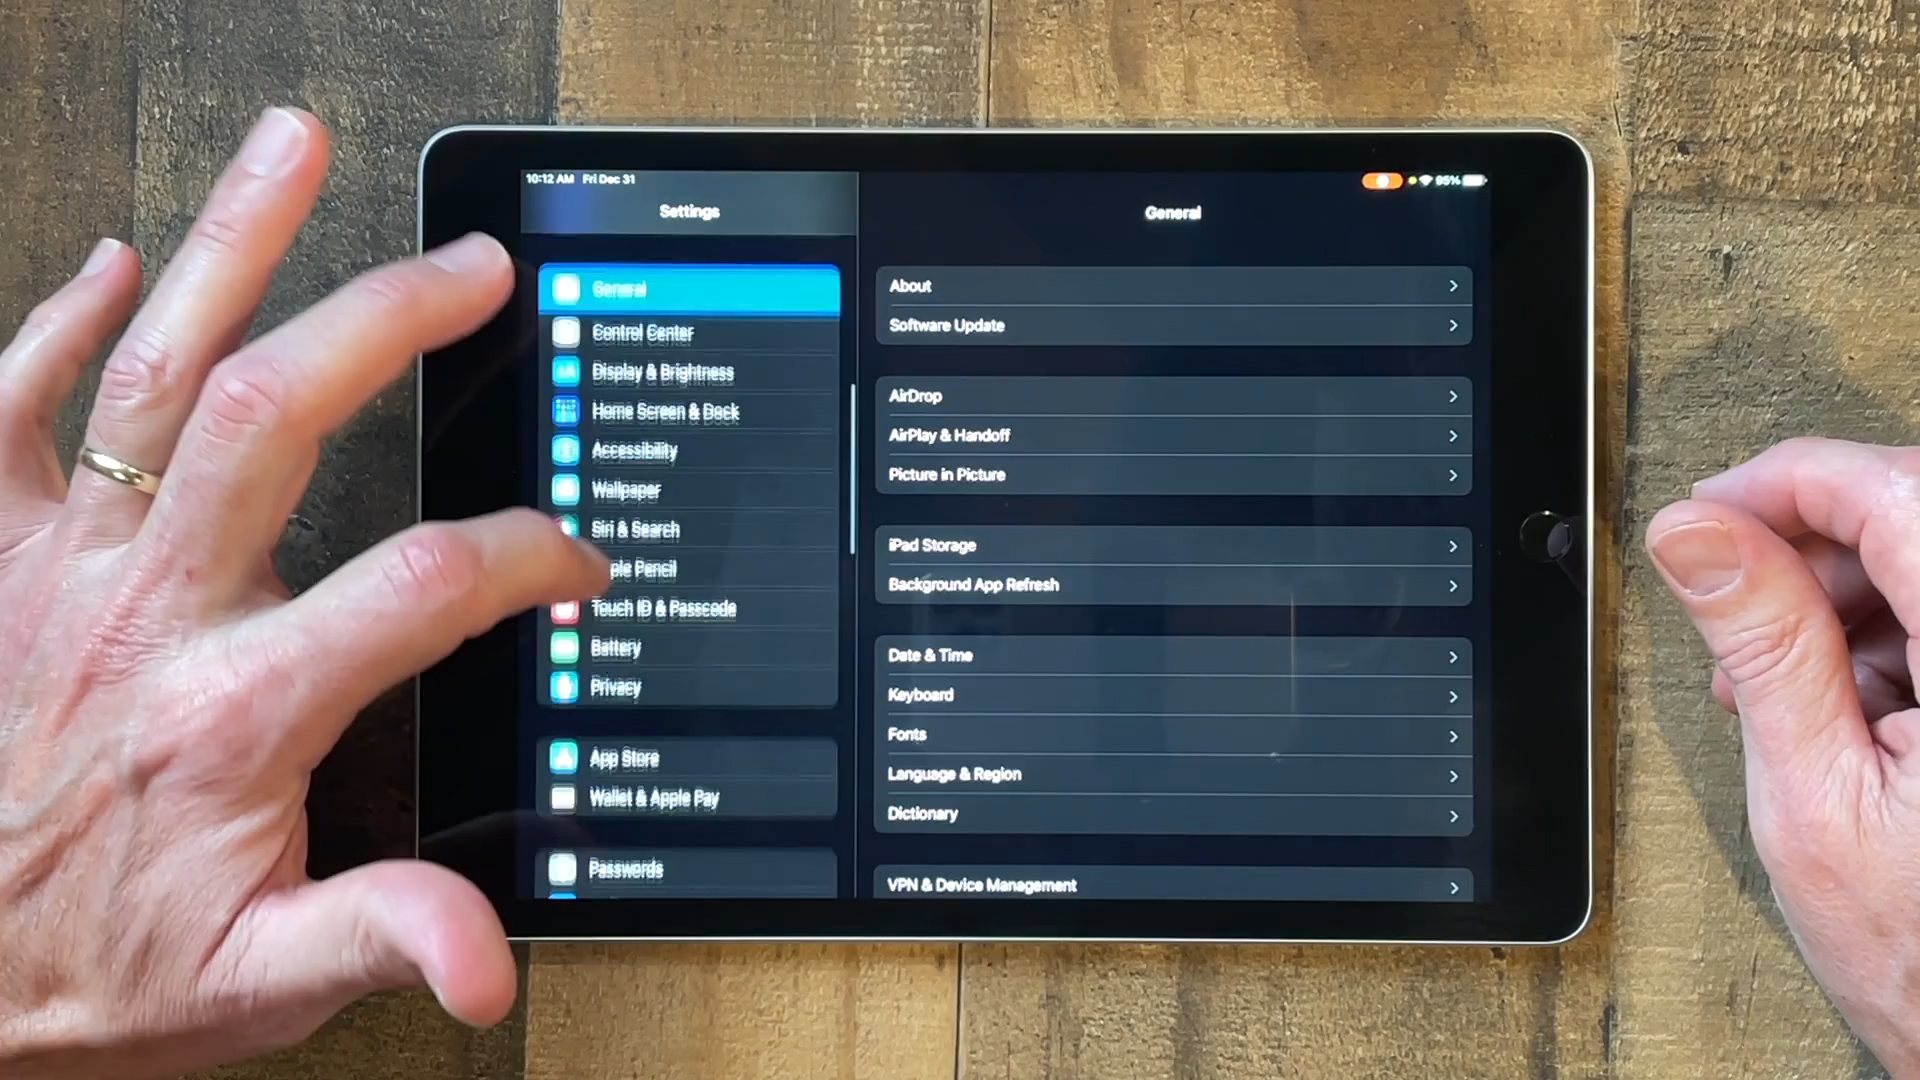 10:12 AM Fri Dec 31
95%
Settings
General
General
Control Center
Display & Brightness
Home Screen & Dock
Accessibility
Wallpaper
Siri & Search
ple Pencil
Touch ID & Passcode
Battery
Privacy
App Store
Wallet & Apple Pay
Passwords
About
Software Update
AirDrop
AirPlay & Handoff
Picture in Picture
iPad Storage
Background App Refresh
Date & Time
Keyboard
Fonts
Language & Region
Dictionary
VPN & Device Management